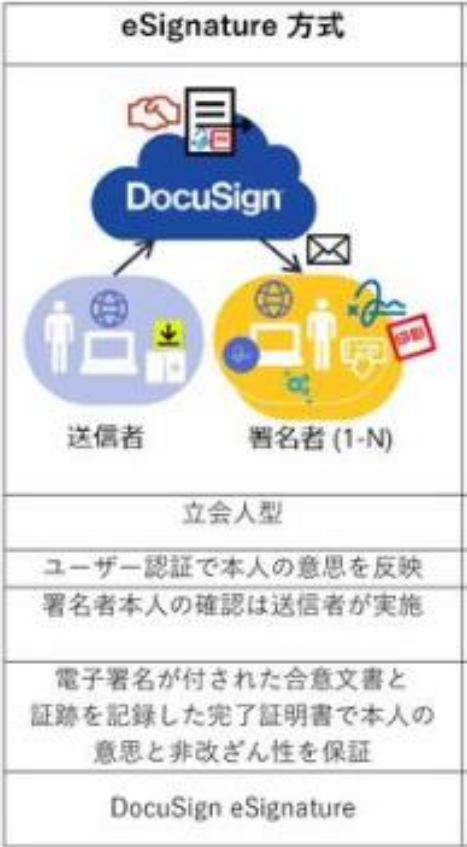 eSignature 方式
DocuSign
送信者
署名者 (1-N)
立会人型
ユーザー認証で本人の意思を反映
署名者本人の確認は送信者が実施
電子署名が付された合意文書と
証跡を記録した完了証明書で本人の
意思と非改ざん性を保証
DocuSign eSignature